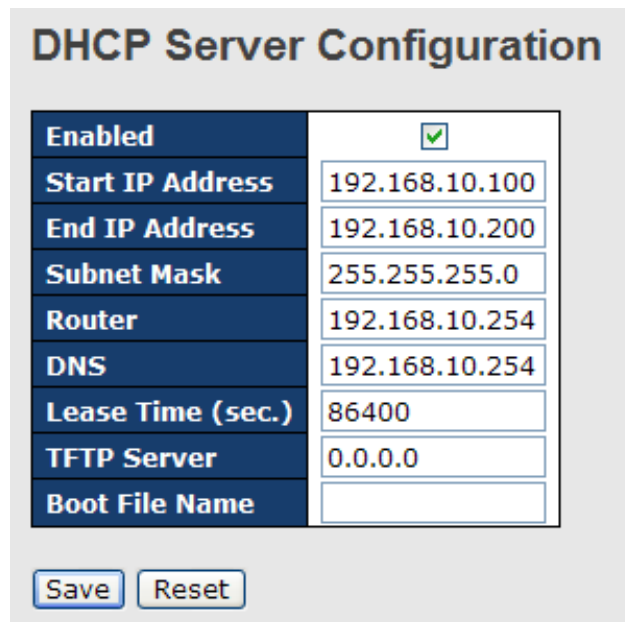 DHCP Server Configuration
Enabled
Start IP Address 192.168.10.100
End IP Address 192.168.10.200
Subnet Mask 255.255.255.0
Router 192.168.10.254
DNS 192.168.10.254
Lease Time (sec.) 86400
TFTP Server 0.0.0.0
Boot File Name
Save Reset